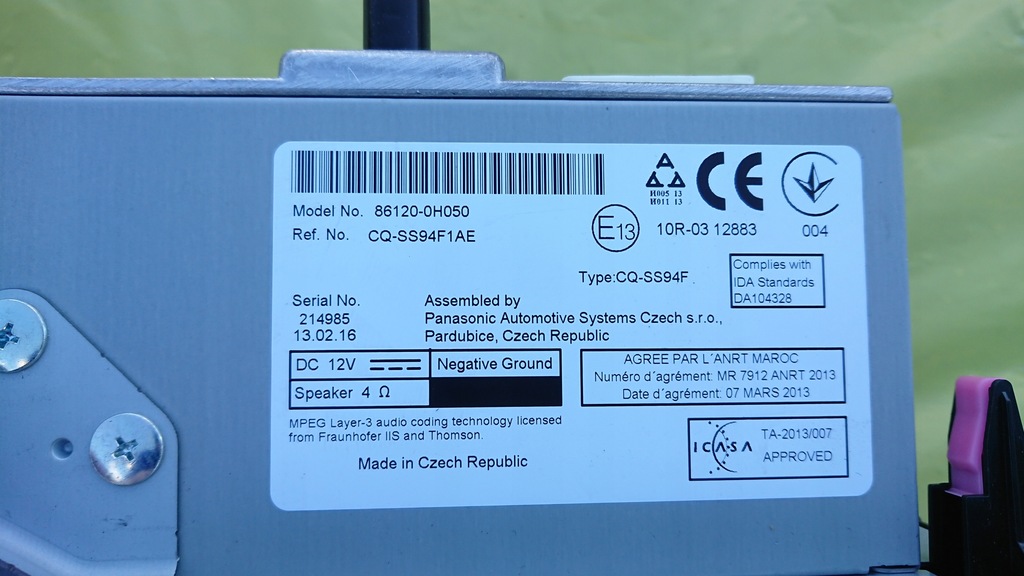 Model No. 86120-0H050
Ref. No. CQ-SS94F1AE
A
И005 13
И011 13
CE
E13
10R-03 12883
004
Type:CQ-SS94F
Complies with
IDA Standards
DA104328
Serial No.
214985
13.02.16
Assembled by
Panasonic Automotive Systems Czech s.r.o.,
Pardubice, Czech Republic
DC 12V
Negative Ground
Speaker 4 Ω
AGREE PAR L´ANRT MAROC
Numéro d´agrément: MR 7912 ANRT 2013
Date d´agrément: 07 MARS 2013
MPEG Layer-3 audio coding technology licensed
from Fraunhofer IIS and Thomson.
Made in Czech Republic
ICASA
TA-2013/007
APPROVED